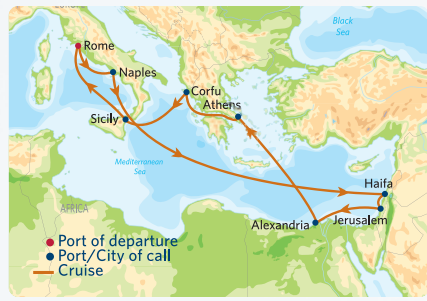 Black
Sea
Rome
Naples
Corfu
Athens
Sicily
Mediterranean
Sea
Haifa
AFRICA
Jerusalem
Alexandria
Port of departure
Port/City of call
Cruise